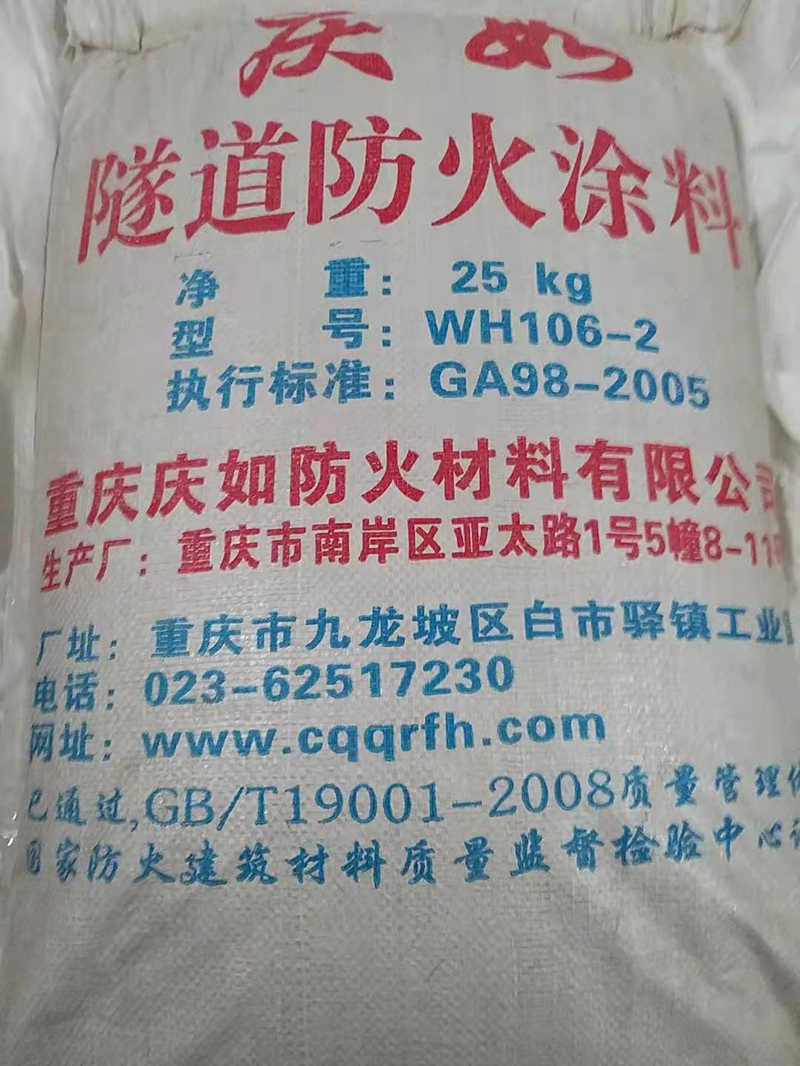 庆如
隧道防火涂料
净 重: 25 kg
型 号: WH106-2
执行标准: GA98-2005
重庆庆如防火材料有限公司
生产厂: 重庆市南岸区亚太路1号5幢8-11
厂址: 重庆市九龙坡区白市驿镇工业
电话: 023-62517230
网址: www.cqqrfh.com
已通过,GB/T19001-2008质量管理
国家防火建筑材料质量监督检验中心